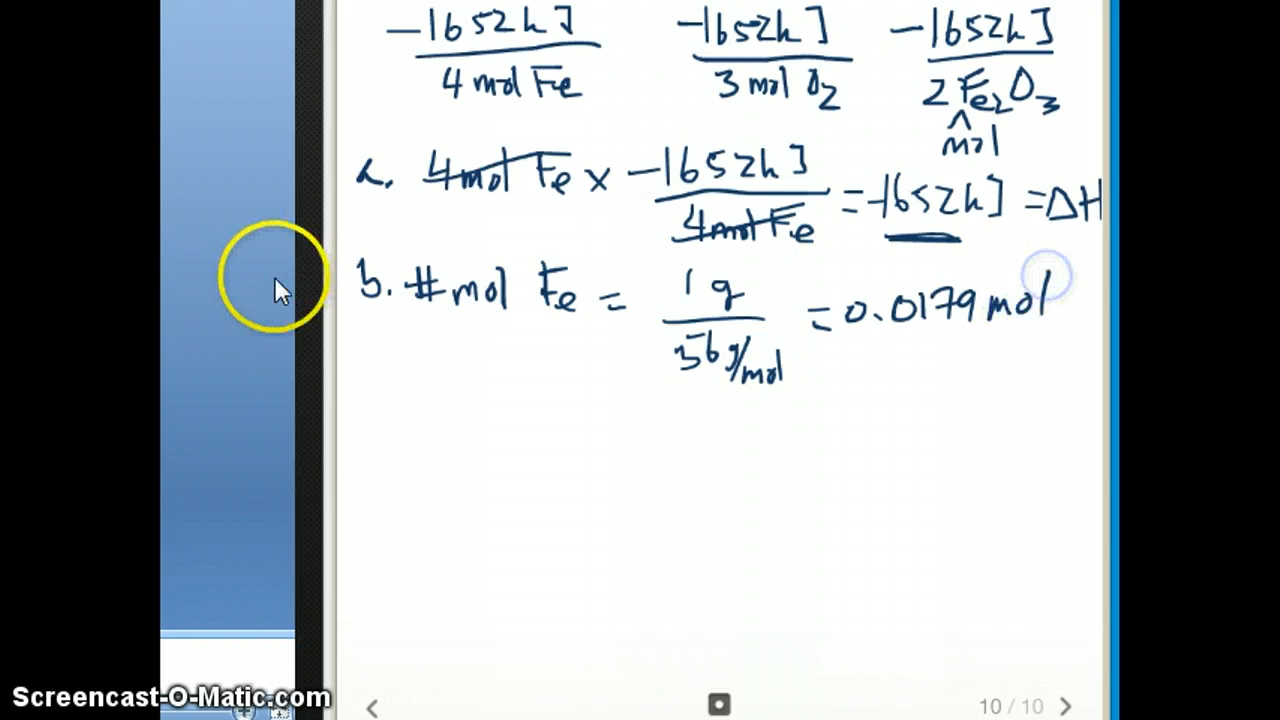 -1652kJ / 4 mol Fe   -1652kJ / 3 mol O2   -1652kJ / 2 Fe2O3
^ mol
a. 4mol Fe x -1652kJ / 4mol Fe = -1652kJ = ΔH
b. #mol Fe = 1g / 56 g/mol = 0.0179 mol
Screencast-O-Matic.com
10 / 10